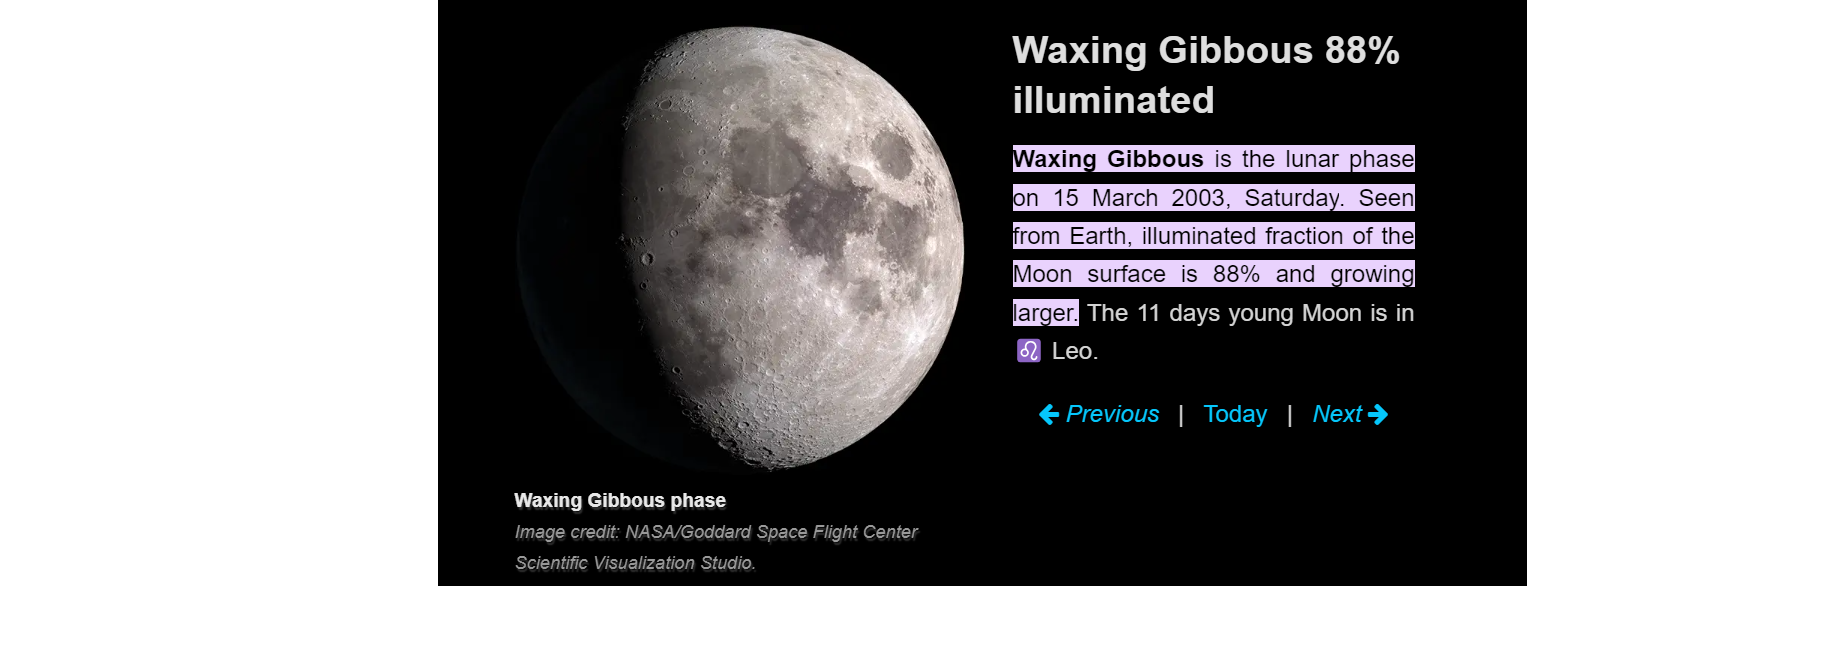 Waxing Gibbous 88%
illuminated
Waxing Gibbous is the lunar phase
on 15 March 2003, Saturday. Seen
from Earth, illuminated fraction of the
Moon surface is 88% and growing
larger. The 11 days young Moon is in
♌ Leo.
← Previous | Today | Next →
Waxing Gibbous phase
Image credit: NASA/Goddard Space Flight Center
Scientific Visualization Studio.